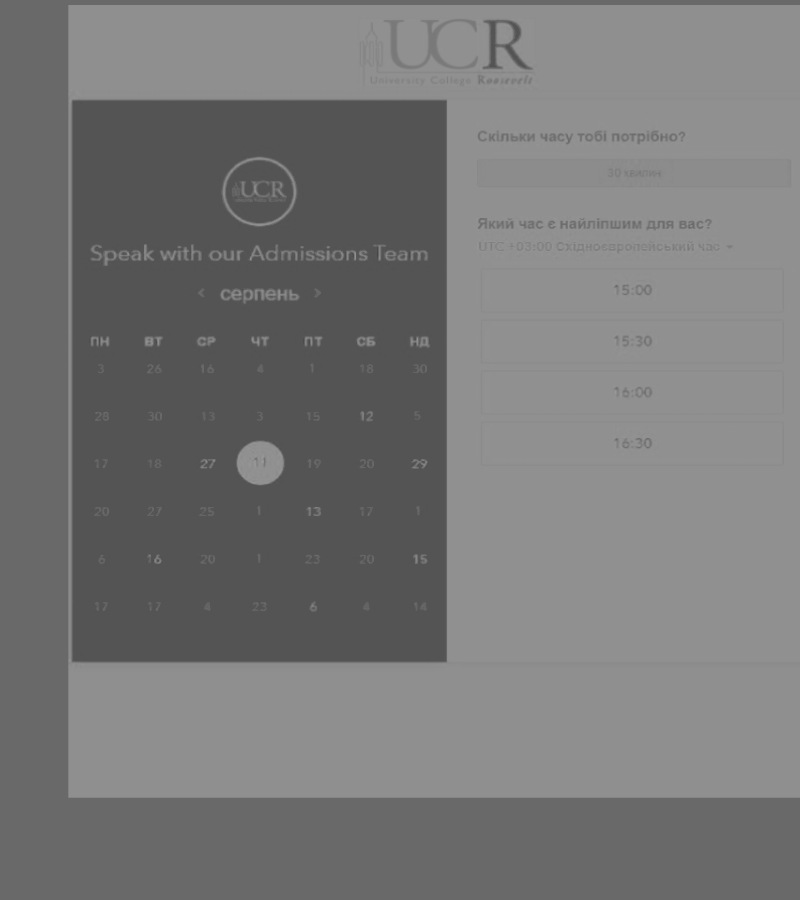 UCR
University College Roosevelt
UCR
Speak with our Admissions Team
< серпень >
ПН ВТ СР ЧТ ПТ СБ НД
3 26 16 4 1 18 30
28 30 13 3 15 12 5
17 18 27 11 19 20 29
20 27 25 1 13 17 1
6 16 20 1 23 20 15
17 17 4 23 6 4 14
Скільки часу тобі потрібно?
30 хвилин
Який час є найліпшим для вас?
UTC +03:00 Східноєвропейський час
15:00
15:30
16:00
16:30